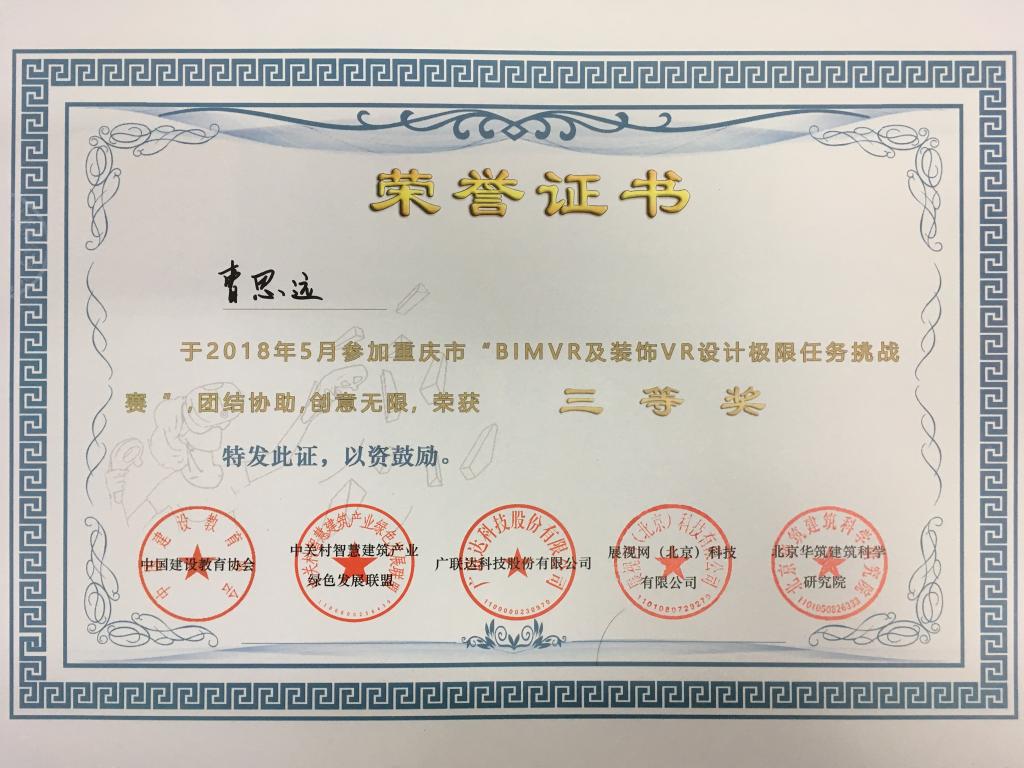 荣誉证书
曹思远
于2018年5月参加重庆市“BIMVR及装饰VR设计极限任务挑战
赛”,团结协助,创意无限,荣获 三等奖
特发此证，以资鼓励。
中国建设教育协会
中关村智慧建筑产业
绿色发展联盟
广联达科技股份有限公司
展视网（北京）科技
有限公司
北京华筑建筑科学
研究院